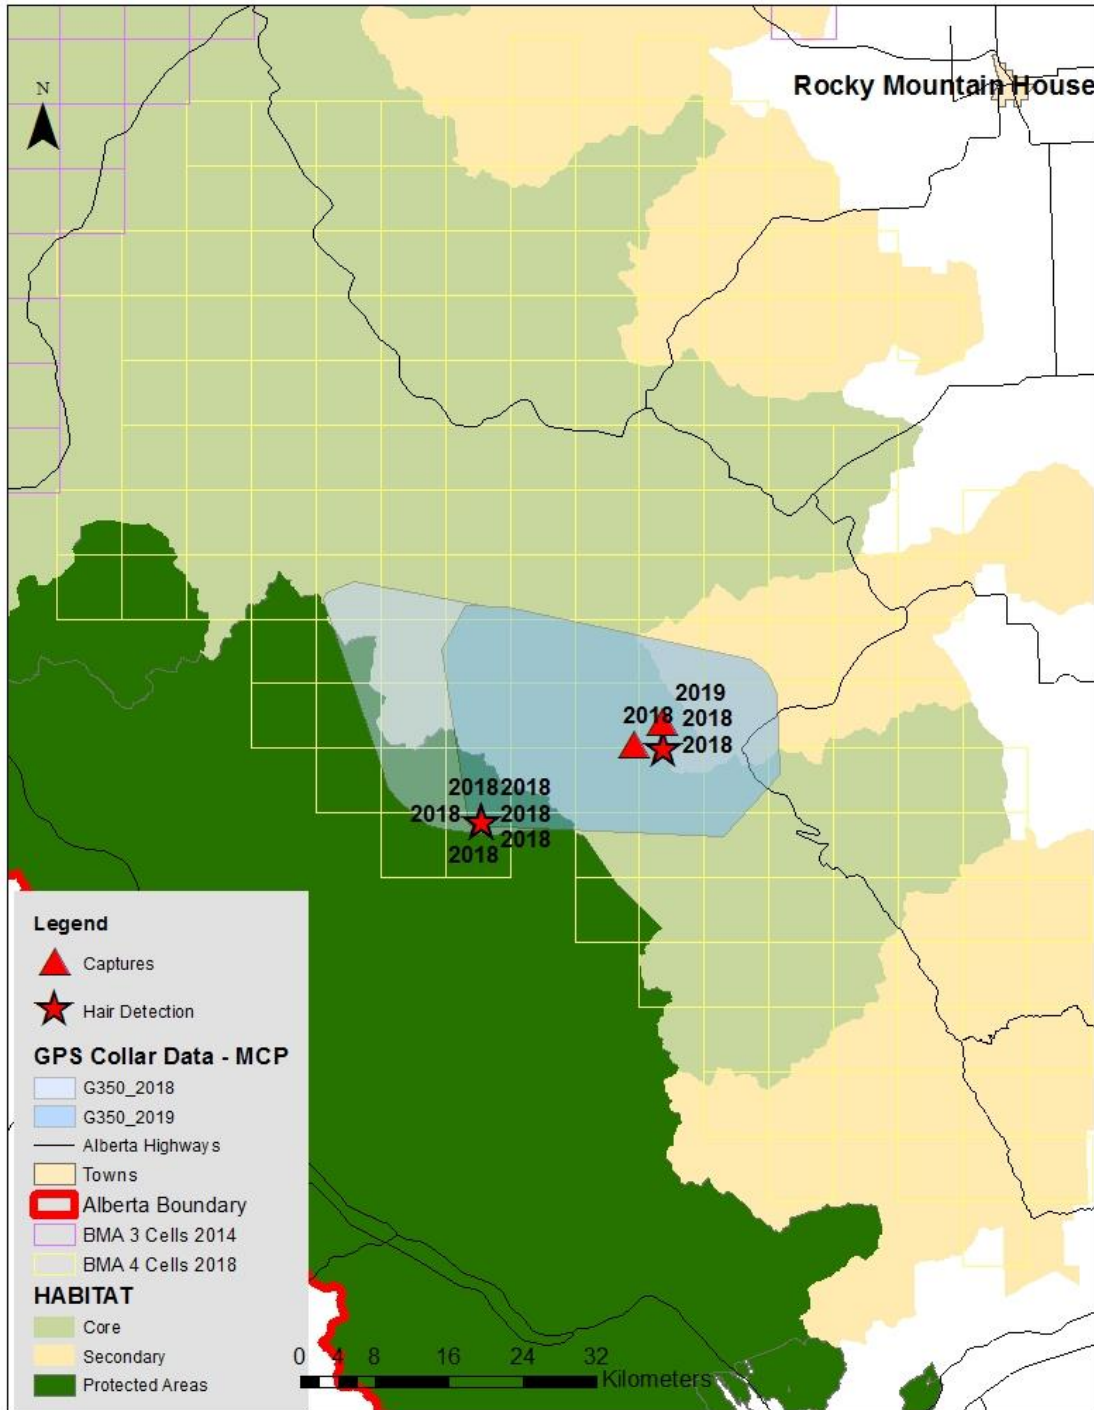 N
Rocky Mountain House
2019
2018 2018
2018
2018 2018
2018 2018
2018
2018
Legend
Captures
Hair Detection
GPS Collar Data - MCP
G350_2018
G350_2019
Alberta Highways
Towns
Alberta Boundary
BMA 3 Cells 2014
BMA 4 Cells 2018
HABITAT
Core
Secondary
Protected Areas
0 4 8 16 24 32
Kilometers